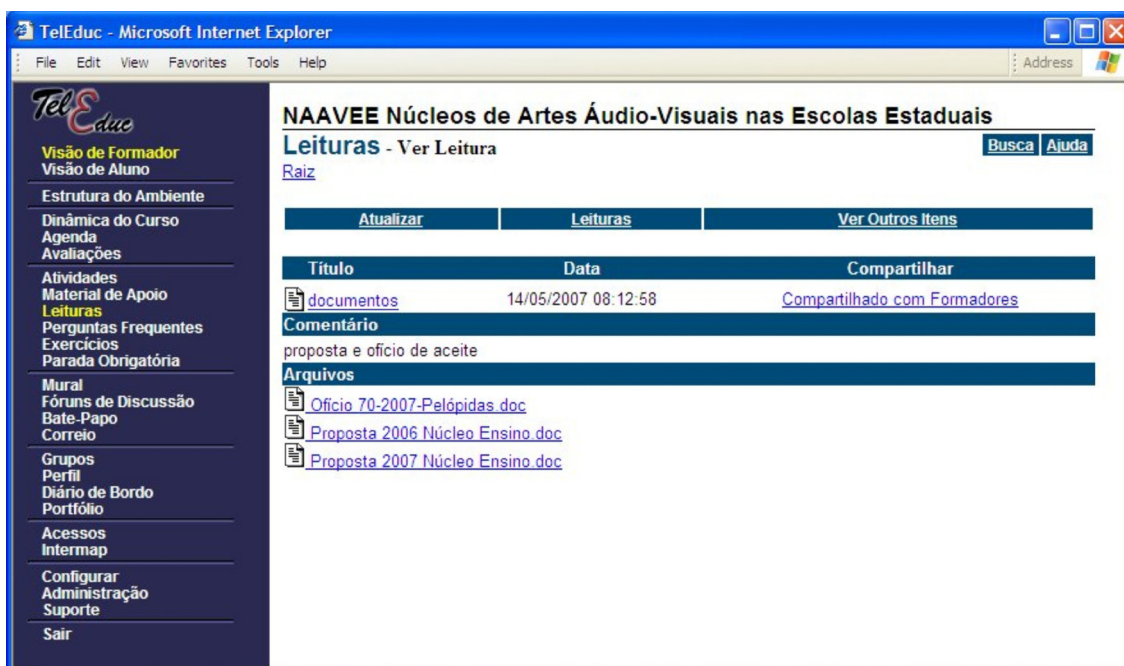 TelEduc - Microsoft Internet Explorer
File Edit View Favorites Tools Help Address
TelEduc
Visão de Formador
Visão de Aluno
Estrutura do Ambiente
Dinâmica do Curso
Agenda
Avaliações
Atividades
Material de Apoio
Leituras
Perguntas Frequentes
Exercícios
Parada Obrigatória
Mural
Fóruns de Discussão
Bate-Papo
Correio
Grupos
Perfil
Diário de Bordo
Portfólio
Acessos
Intermap
Configurar
Administração
Suporte
Sair
NAAVEE Núcleos de Artes Áudio-Visuais nas Escolas Estaduais
Leituras - Ver Leitura Busca Ajuda
Raiz
Atualizar Leituras Ver Outros Itens
Título Data Compartilhar
documentos 14/05/2007 08:12:58 Compartilhado com Formadores
Comentário
proposta e ofício de aceite
Arquivos
Ofício 70-2007-Pelópidas.doc
Proposta 2006 Núcleo Ensino.doc
Proposta 2007 Núcleo Ensino.doc